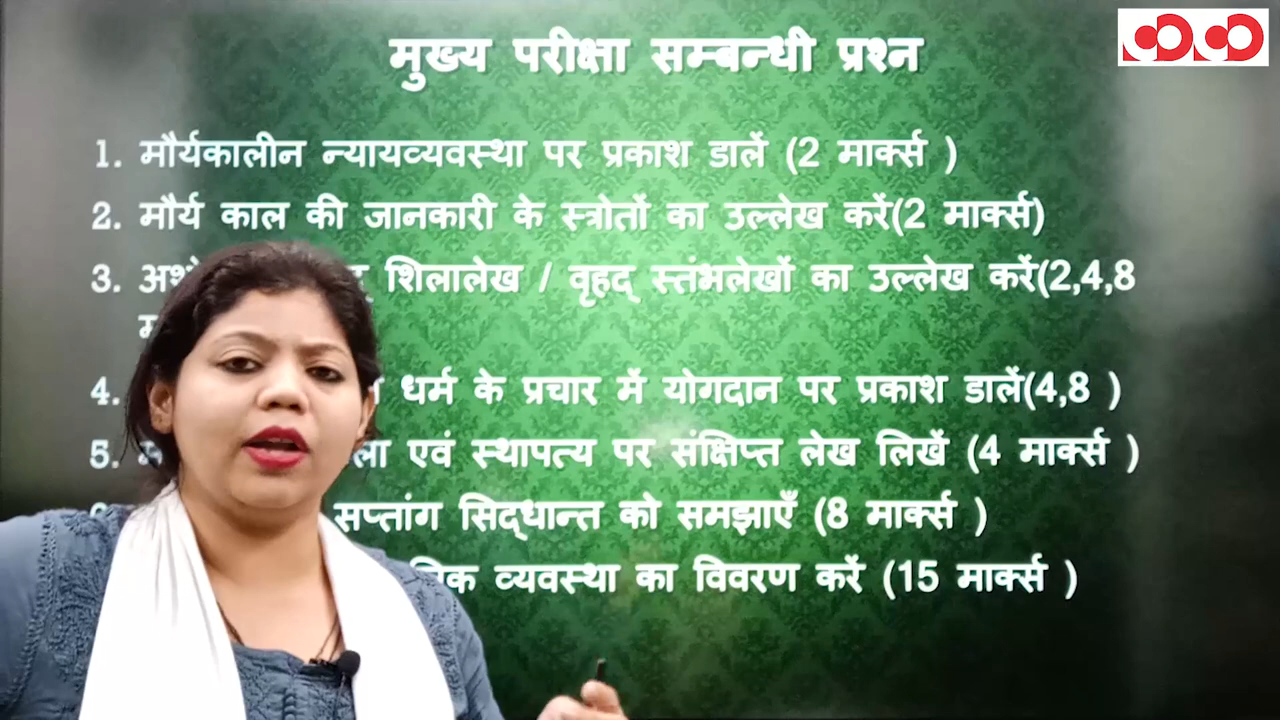 मुख्य परीक्षा सम्बन्धी प्रश्न
1. मौर्यकालीन न्यायव्यवस्था पर प्रकाश डालें (2 मार्क्स )
2. मौर्य काल की जानकारी के स्त्रोतों का उल्लेख करें(2 मार्क्स)
3. शिलालेख / वृहद् स्तंभलेखों का उल्लेख करें(2,4,8
4. धर्म के प्रचार में योगदान पर प्रकाश डालें(4,8 )
5. एवं स्थापत्य पर संक्षिप्त लेख लिखें (4 मार्क्स )
सप्तांग सिद्धान्त को समझाएँ (8 मार्क्स )
व्यवस्था का विवरण करें (15 मार्क्स )